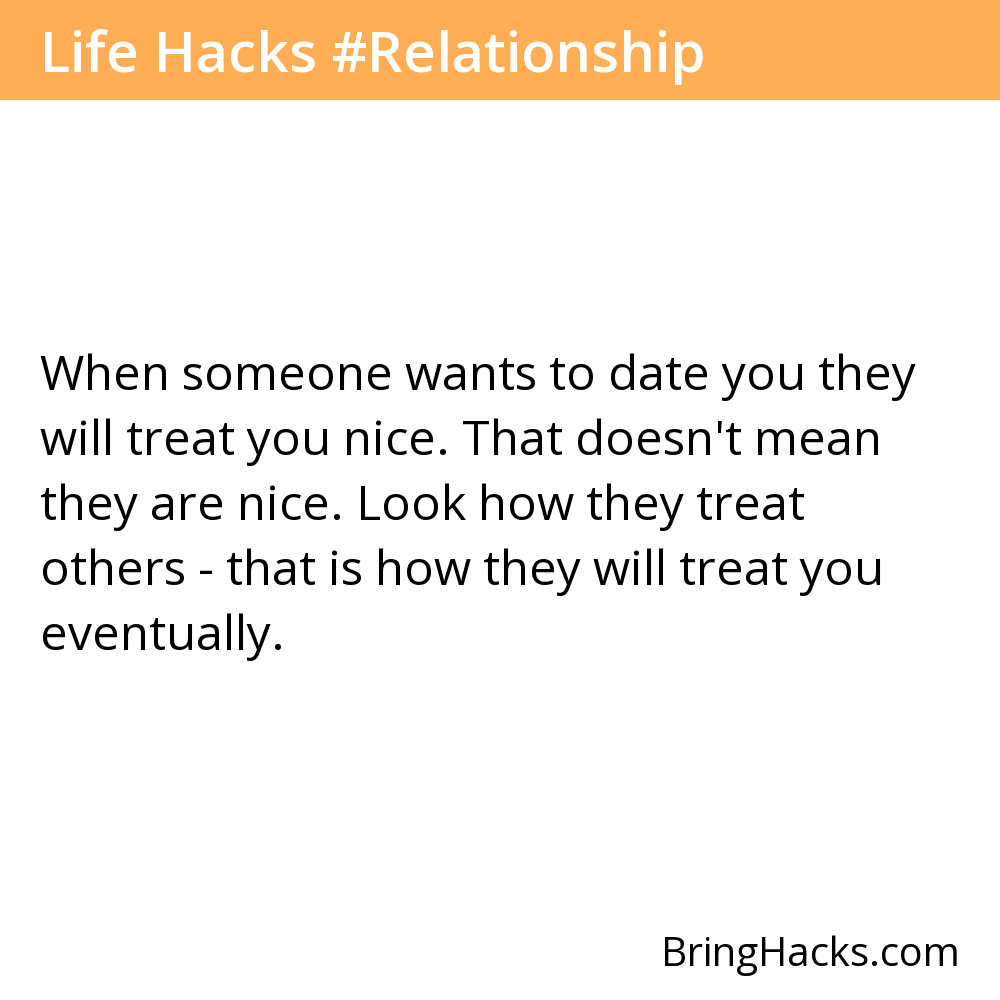 Life Hacks #Relationship
When someone wants to date you they
will treat you nice. That doesn't mean
they are nice. Look how they treat
others - that is how they will treat you
eventually.
BringHacks.com